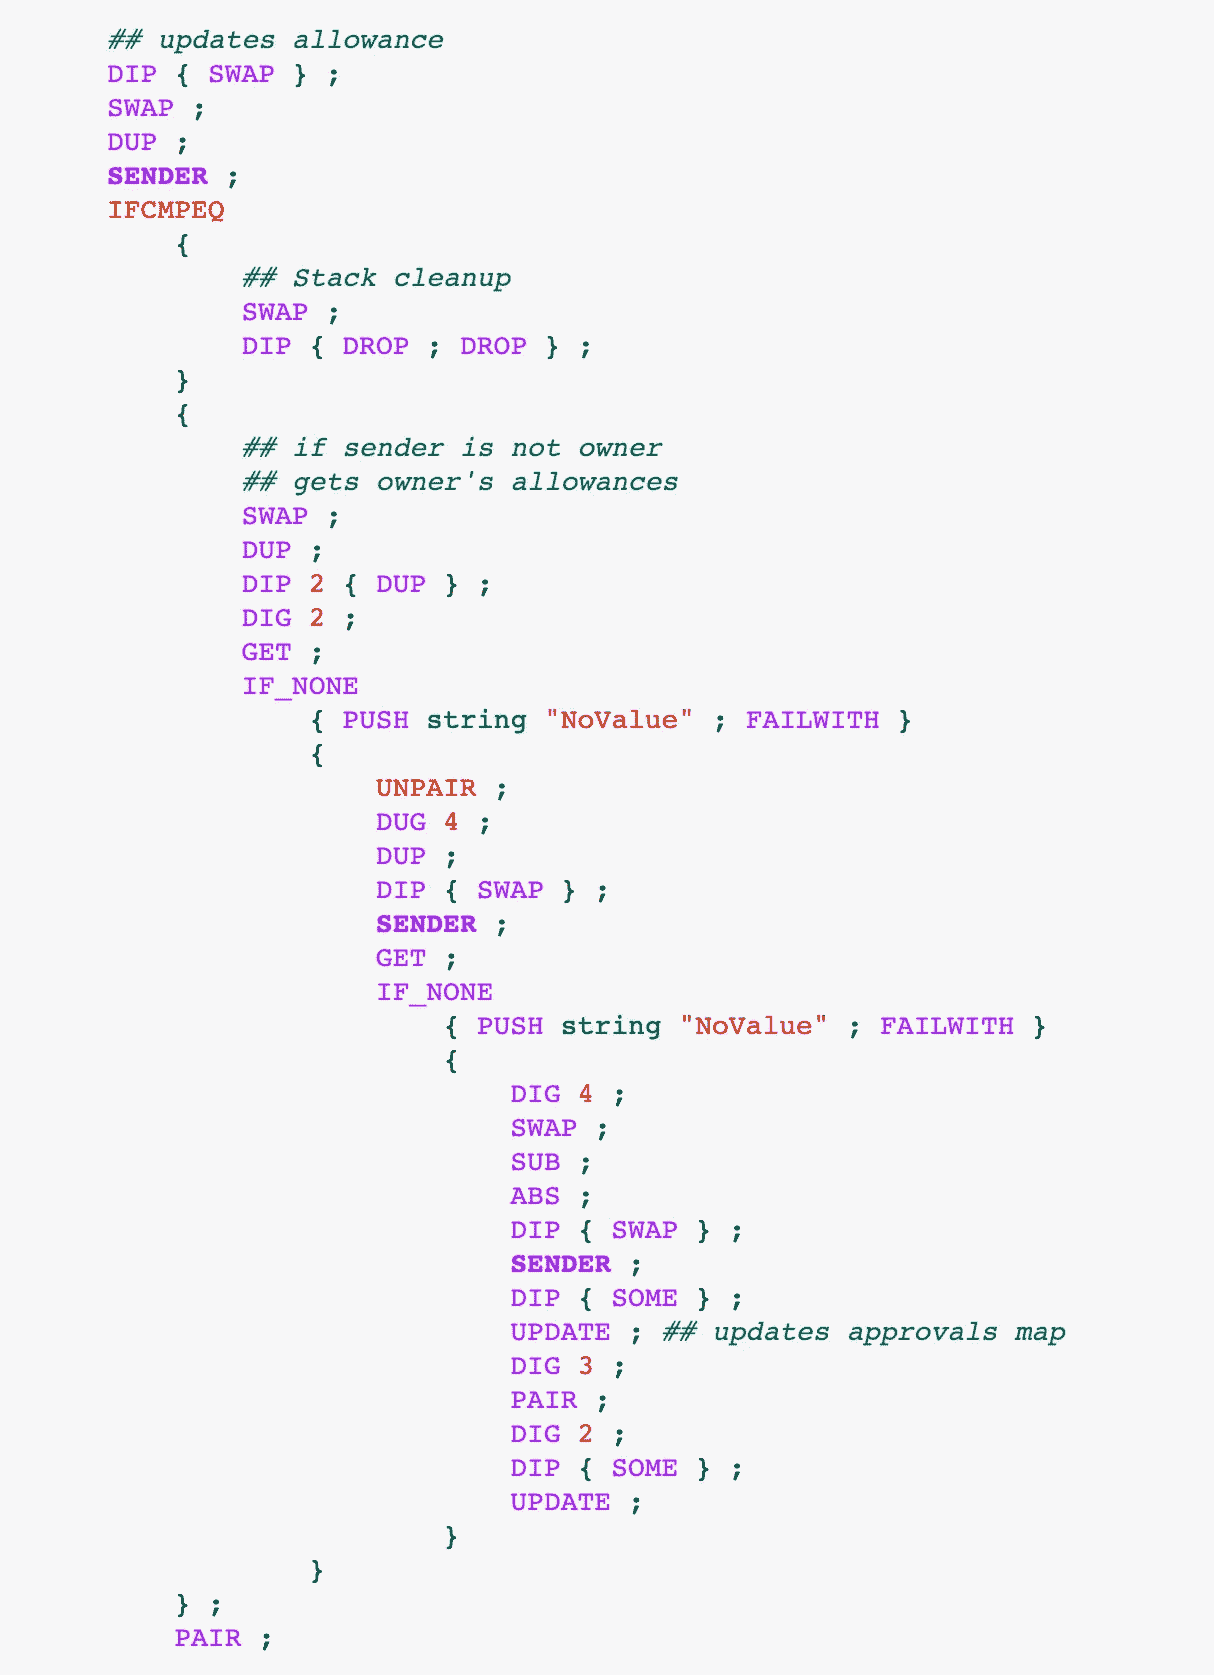 ## updates allowance
DIP { SWAP } ;
SWAP ;
DUP ;
SENDER ;
IFCMPEQ
{
## Stack cleanup
SWAP ;
DIP { DROP ; DROP } ;
}
{
## if sender is not owner
## gets owner's allowances
SWAP ;
DUP ;
DIP 2 { DUP } ;
DIG 2 ;
GET ;
IF_NONE
{ PUSH string "NoValue" ; FAILWITH }
{
UNPAIR ;
DUG 4 ;
DUP ;
DIP { SWAP } ;
SENDER ;
GET ;
IF_NONE
{ PUSH string "NoValue" ; FAILWITH }
{
DIG 4 ;
SWAP ;
SUB ;
ABS ;
DIP { SWAP } ;
SENDER ;
DIP { SOME } ;
UPDATE ; ## updates approvals map
DIG 3 ;
PAIR ;
DIG 2 ;
DIP { SOME } ;
UPDATE ;
}
}
} ;
PAIR ;